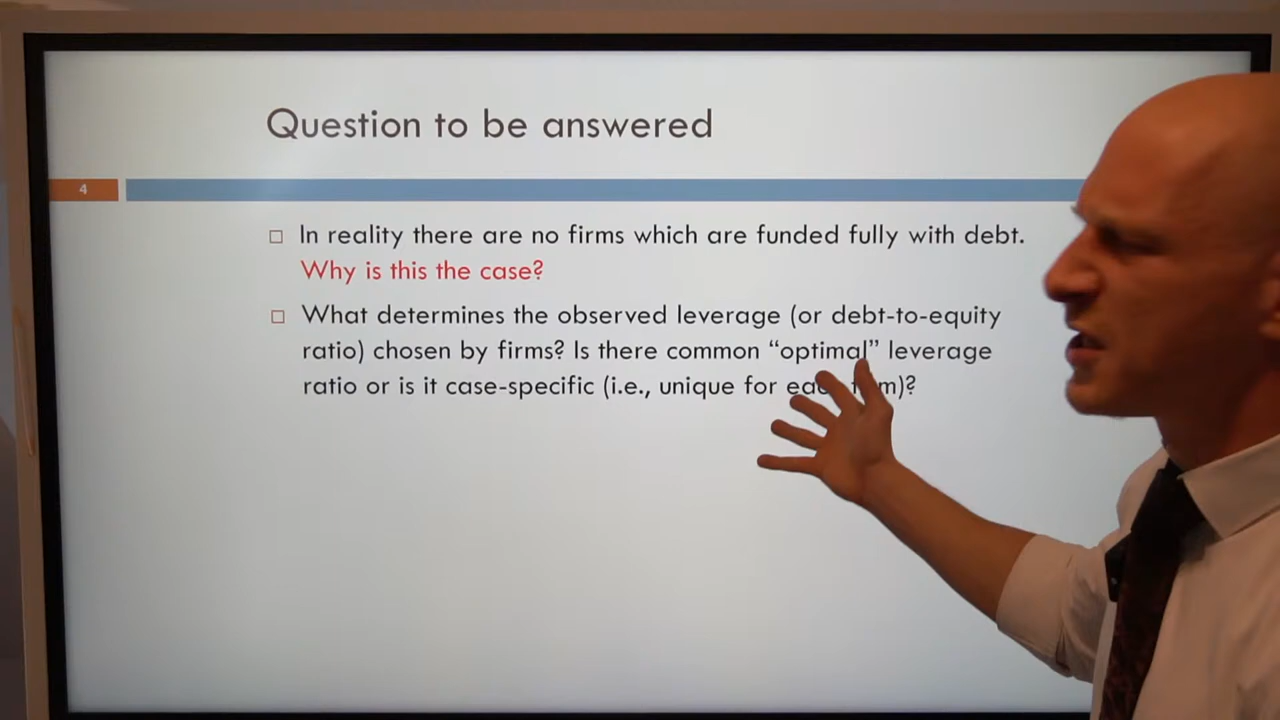 Question to be answered
4
In reality there are no firms which are funded fully with debt.
Why is this the case?
What determines the observed leverage (or debt-to-equity
ratio) chosen by firms? Is there common “optimal” leverage
ratio or is it case-specific (i.e., unique for